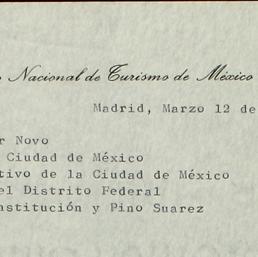 Nacional de Turismo de México
Madrid, Marzo 12 de
Novo
Ciudad de México
tivo de la Ciudad de México
el Distrito Federal
nstitución y Pino Suarez